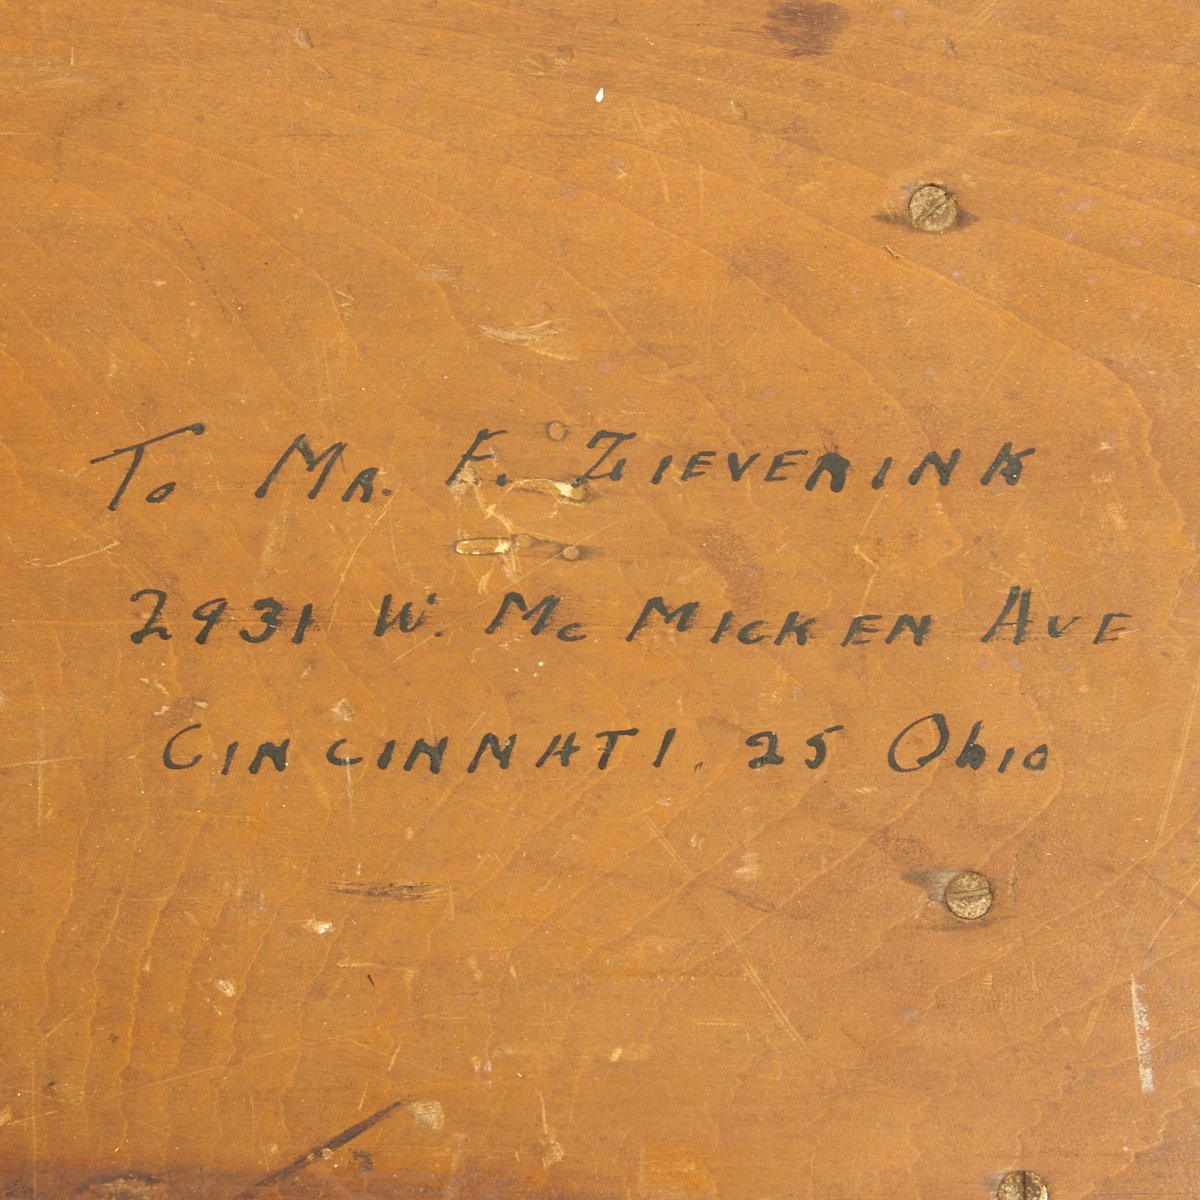 To Mr. F. Zieverink
2931 W. Mc Micken Ave
Cincinnati. 25 Ohio